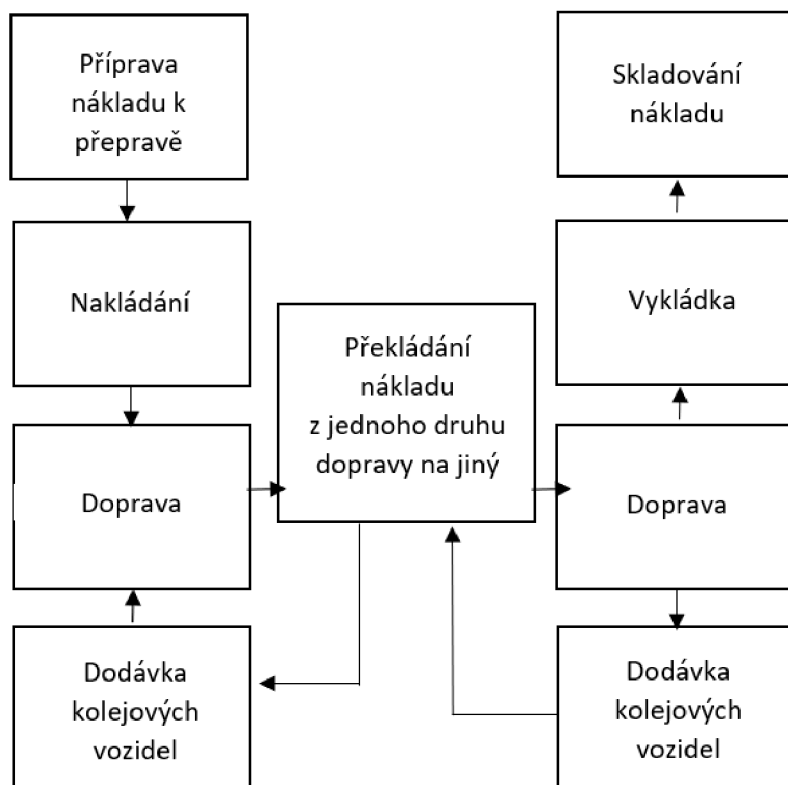 Příprava
nákladu k
přepravě
Nakládání
Doprava
Dodávka
kolejových
vozidel
Překládání
nákladu
z jednoho druhu
dopravy na jiný
Skladování
nákladu
Vykládka
Doprava
Dodávka
kolejových
vozidel